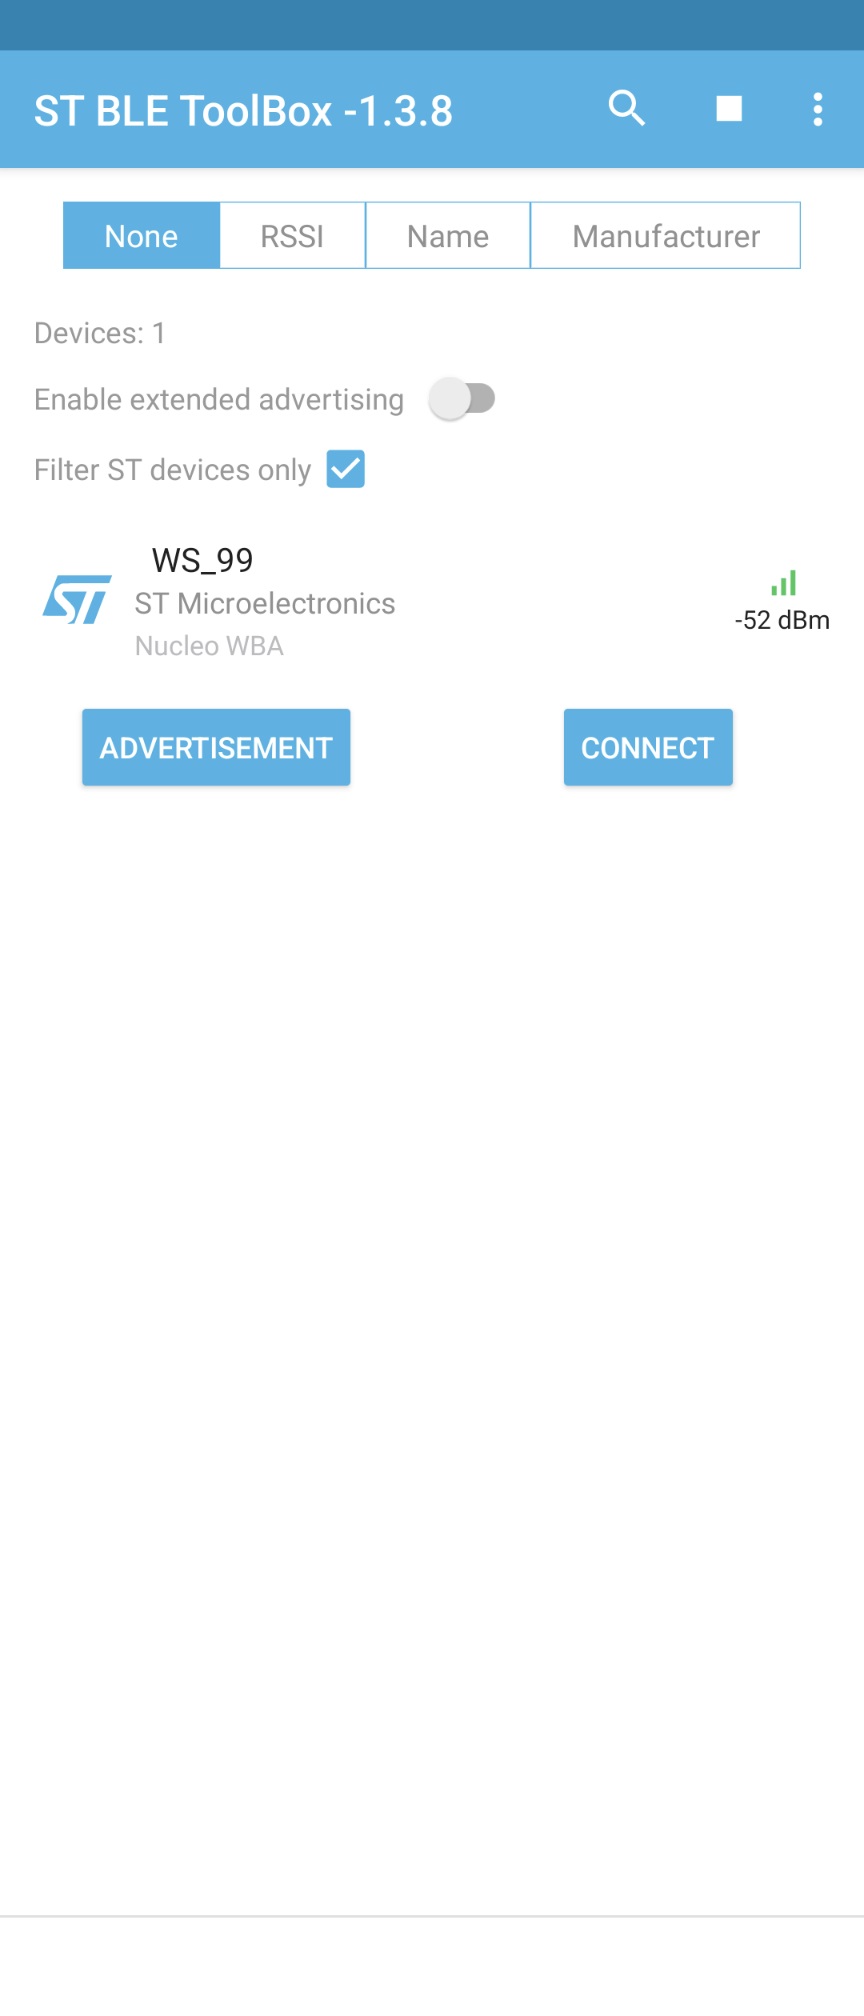 ST BLE ToolBox -1.3.8
None RSSI Name Manufacturer
Devices: 1
Enable extended advertising
Filter ST devices only
WS_99
ST
ST Microelectronics
-52 dBm
Nucleo WBA
ADVERTISEMENT CONNECT